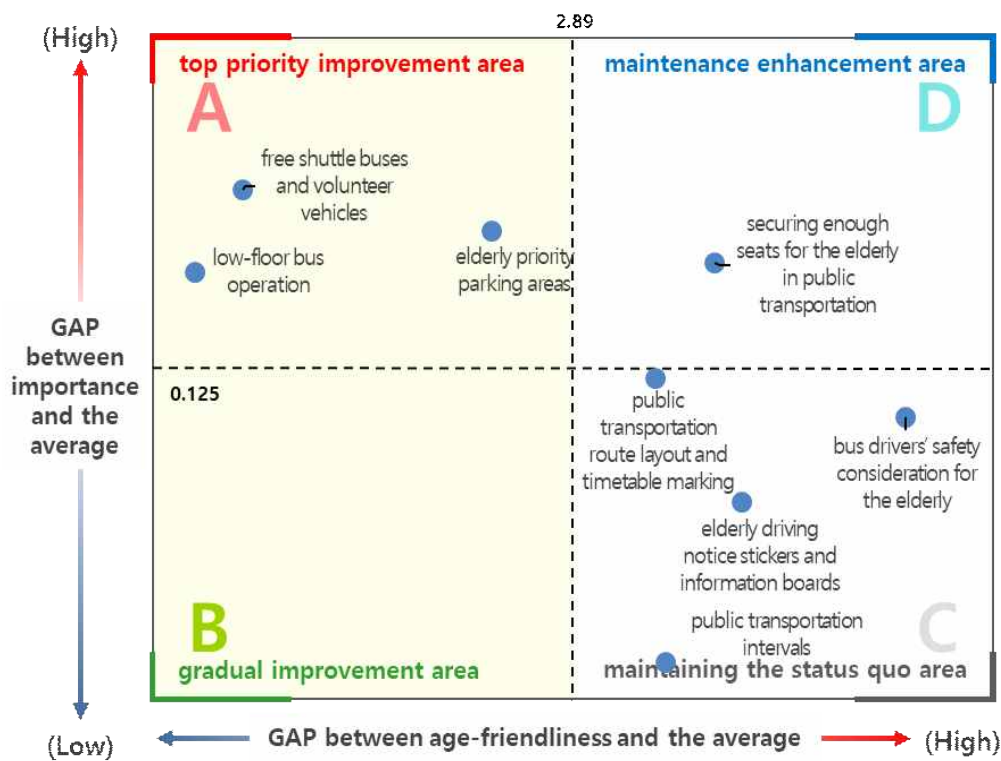 2.89
(High)
top priority improvement area
maintenance enhancement area
A
D
free shuttle buses
and volunteer
vehicles
low-floor bus
operation
elderly priority
parking areas
securing enough
seats for the elderly
in public
transportation
GAP
between
importance
and the
average
0.125
public
transportation
route layout and
timetable marking
bus drivers' safety
consideration for
the elderly
elderly driving
notice stickers and
information boards
public transportation
intervals
B
C
gradual improvement area
maintaining the status quo area
(Low)
GAP between age-friendliness and the average
(High)